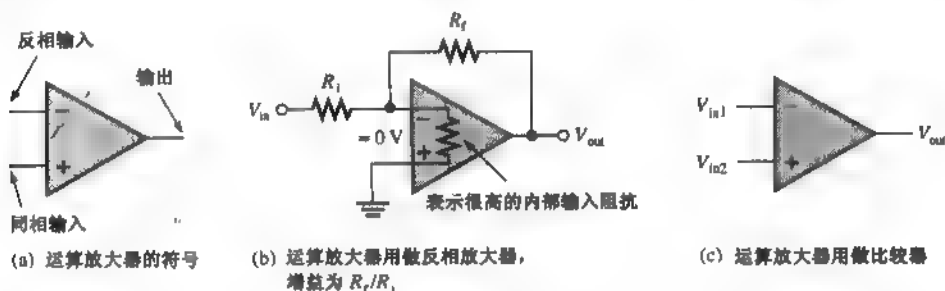 反相输入
输出
−
+
同相输入
(a) 运算放大器的符号
R_f
R_i
V_in
−
≈0 V
+
V_out
表示很高的内部输入阻抗
(b) 运算放大器用做反相放大器,
增益为 R_f/R_i
V_in1
−
V_in2
+
V_out
(c) 运算放大器用做比较器